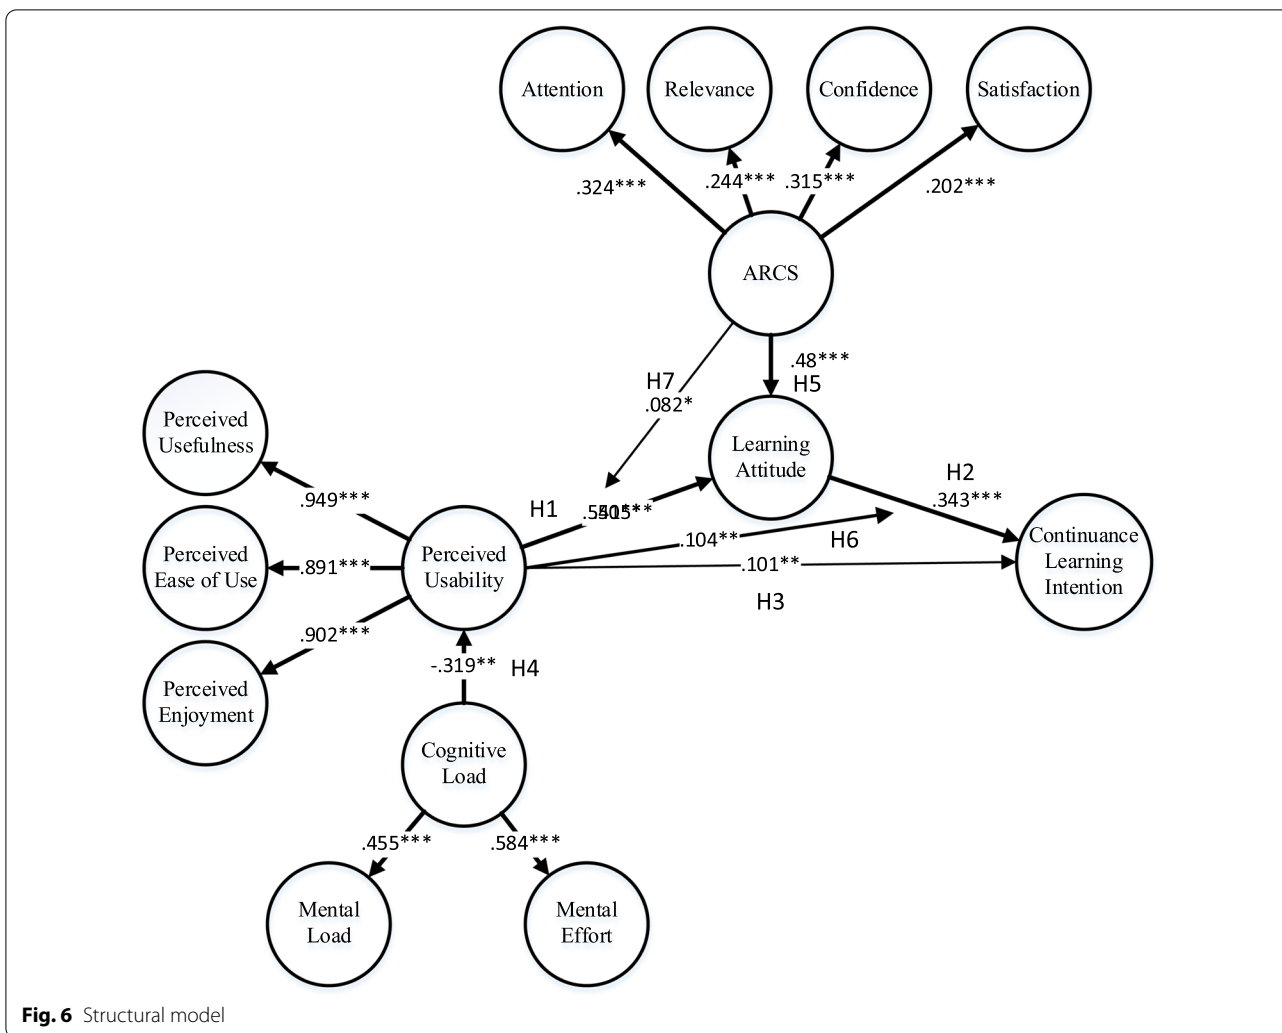 Attention
Relevance
Confidence
Satisfaction
.324***
.244***
.315***
.202***
ARCS
.48***
H5
H7
.082*
Perceived
Usefulness
Learning
Attitude
H2
.343***
.949***
H1
.104**
H6
Perceived
Ease of Use
.891***
Perceived
Usability
.101**
H3
Continuance
Learning
Intention
.902***
Perceived
Enjoyment
-.319**
H4
Cognitive
Load
.455***
.584***
Mental
Load
Mental
Effort
Fig. 6 Structural model